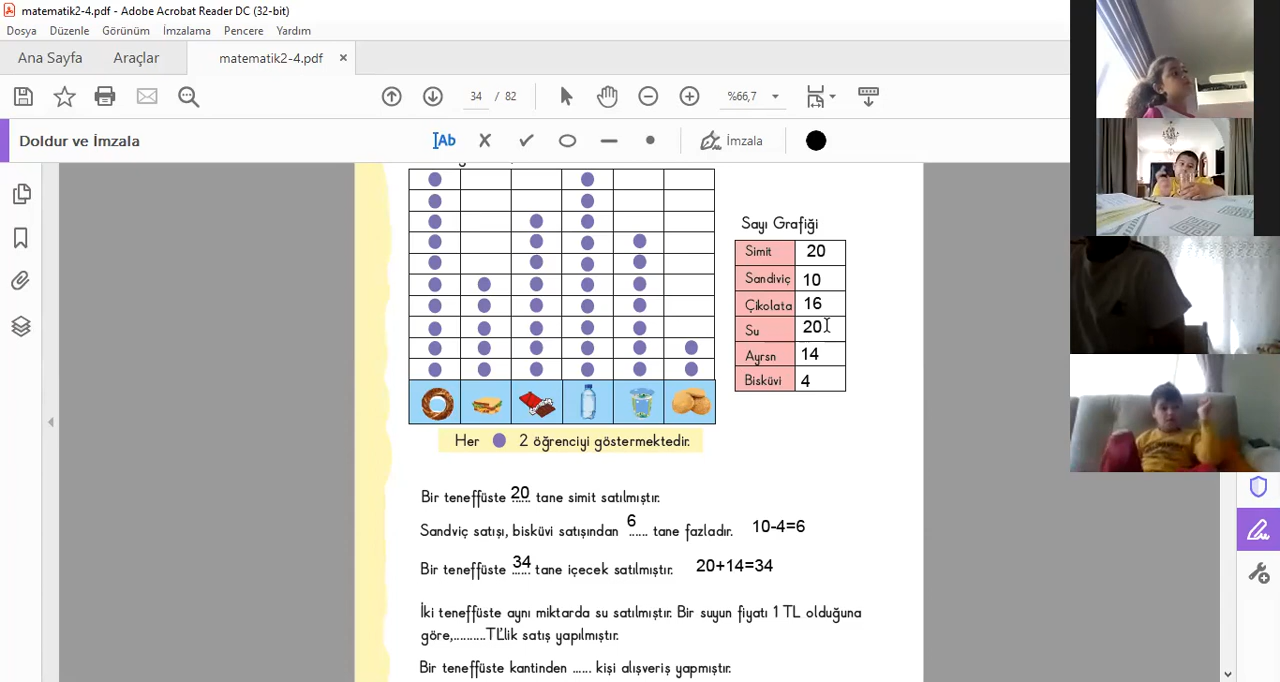 matematik2-4.pdf - Adobe Acrobat Reader DC (32-bit)
Dosya Düzenle Görünüm İmzalama Pencere Yardım
Ana Sayfa Araçlar matematik2-4.pdf ×
34 / 82 %66,7
Doldur ve İmzala Ab İmzala
Sayı Grafiği
Simit 20
Sandiviç 10
Çikolata 16
Su 20
Ayrsn 14
Bisküvi 4
Her 2 öğrenciyi göstermektedir.
Bir teneffüste 20 tane simit satılmıştır.
Sandviç satışı, bisküvi satışından 6 ...... tane fazladır. 10-4=6
Bir teneffüste 34 tane içecek satılmıştır. 20+14=34
İki teneffüste aynı miktarda su satılmıştır. Bir suyun fiyatı 1 TL olduğuna
göre,..........TL'lik satış yapılmıştır.
Bir teneffüste kantinden ...... kişi alışveriş yapmıştır.